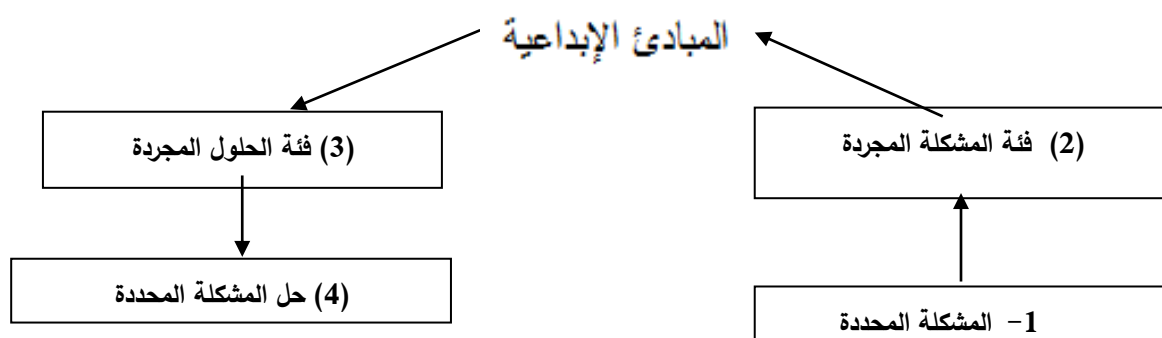 المبادئ الإبداعية
(2) فئة المشكلة المجردة
(3) فئة الحلول المجردة
(4) حل المشكلة المحددة
1- المشكلة المحددة